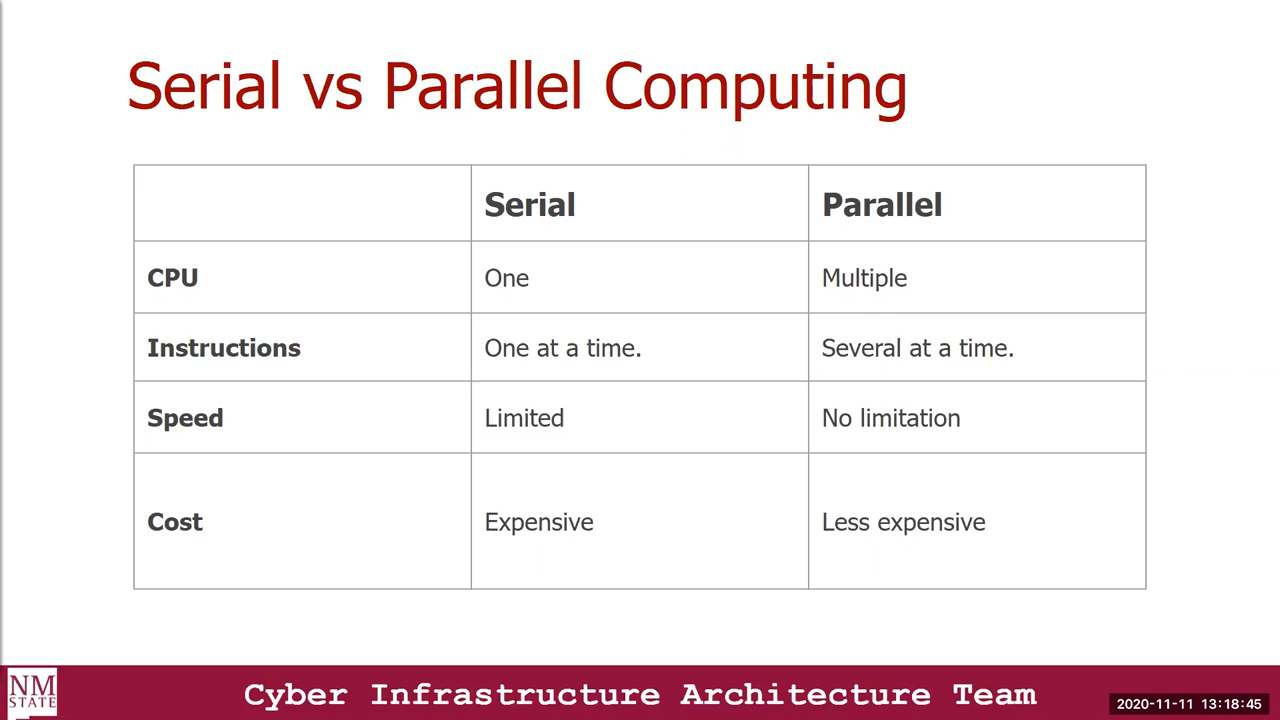 Serial vs Parallel Computing
Serial Parallel
CPU One Multiple
Instructions One at a time. Several at a time.
Speed Limited No limitation
Cost Expensive Less expensive
NM
STATE
Cyber Infrastructure Architecture Team
2020-11-11 13:18:45